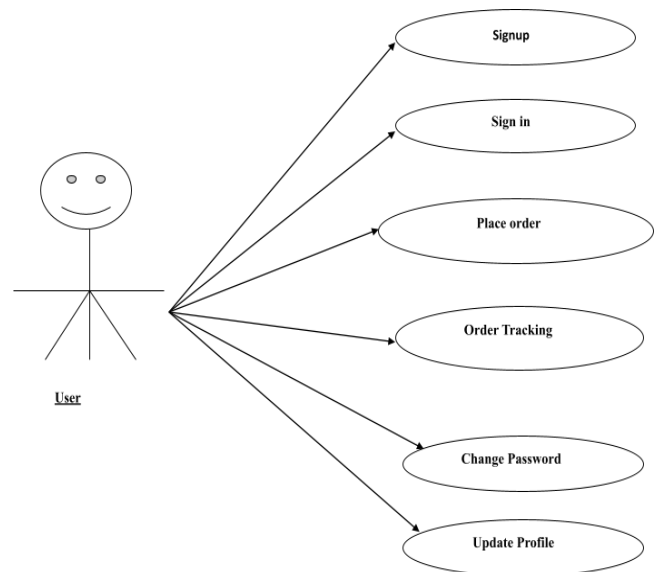 Signup
Sign in
Place order
Order Tracking
User
Change Password
Update Profile